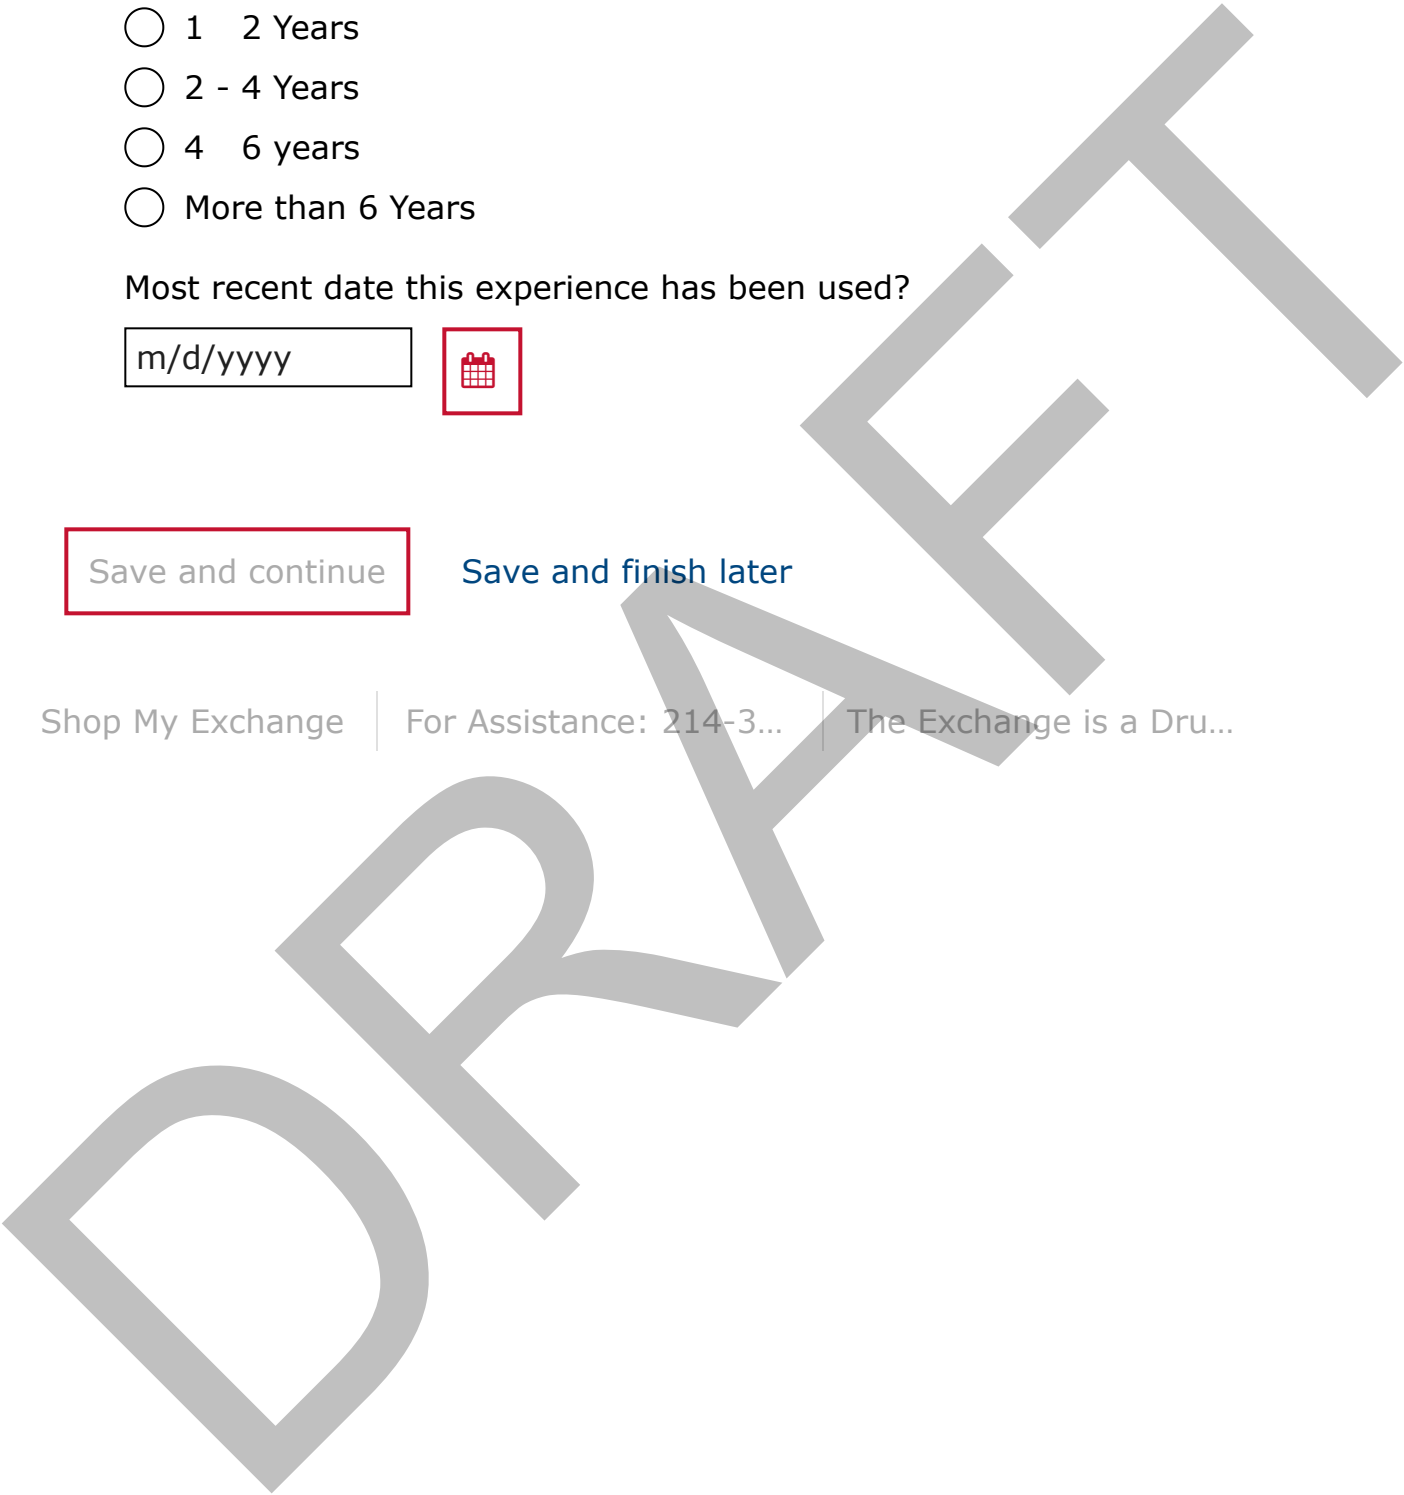 1   2 Years
2 - 4 Years
4   6 years
More than 6 Years
Most recent date this experience has been used?
m/d/yyyy
Save and continue   Save and finish later
Shop My Exchange   For Assistance: 214-3…   The Exchange is a Dru…
DRAFT